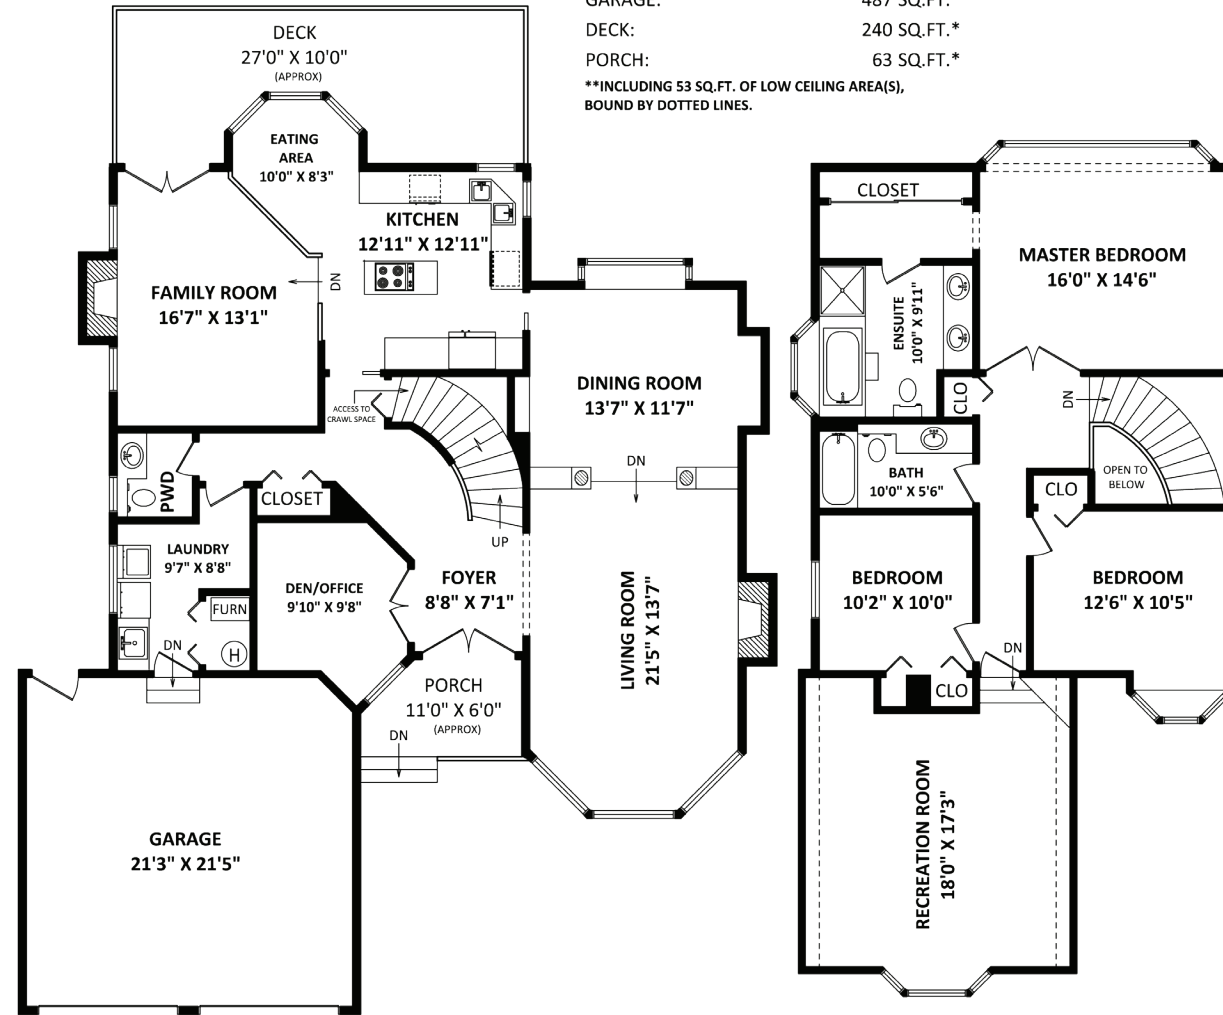 GARAGE: 487 SQ.FT.
DECK: 240 SQ.FT.*
PORCH: 63 SQ.FT.*
**INCLUDING 53 SQ.FT. OF LOW CEILING AREA(S),
BOUND BY DOTTED LINES.
DECK
27'0" X 10'0"
(APPROX)
EATING
AREA
10'0" X 8'3"
KITCHEN
12'11" X 12'11"
DN
FAMILY ROOM
16'7" X 13'1"
DINING ROOM
13'7" X 11'7"
ACCESS TO
CRAWL SPACE
DN
PWD
CLOSET
UP
LAUNDRY
9'7" X 8'8"
DEN/OFFICE
9'10" X 9'8"
FOYER
8'8" X 7'1"
FURN
H
DN
LIVING ROOM
21'5" X 13'7"
PORCH
11'0" X 6'0"
(APPROX)
DN
GARAGE
21'3" X 21'5"
CLOSET
MASTER BEDROOM
16'0" X 14'6"
ENSUITE
10'0" X 9'11"
CLO
DN
OPEN TO
BELOW
BATH
10'0" X 5'6"
CLO
BEDROOM
10'2" X 10'0"
BEDROOM
12'6" X 10'5"
DN
CLO
RECREATION ROOM
18'0" X 17'3"